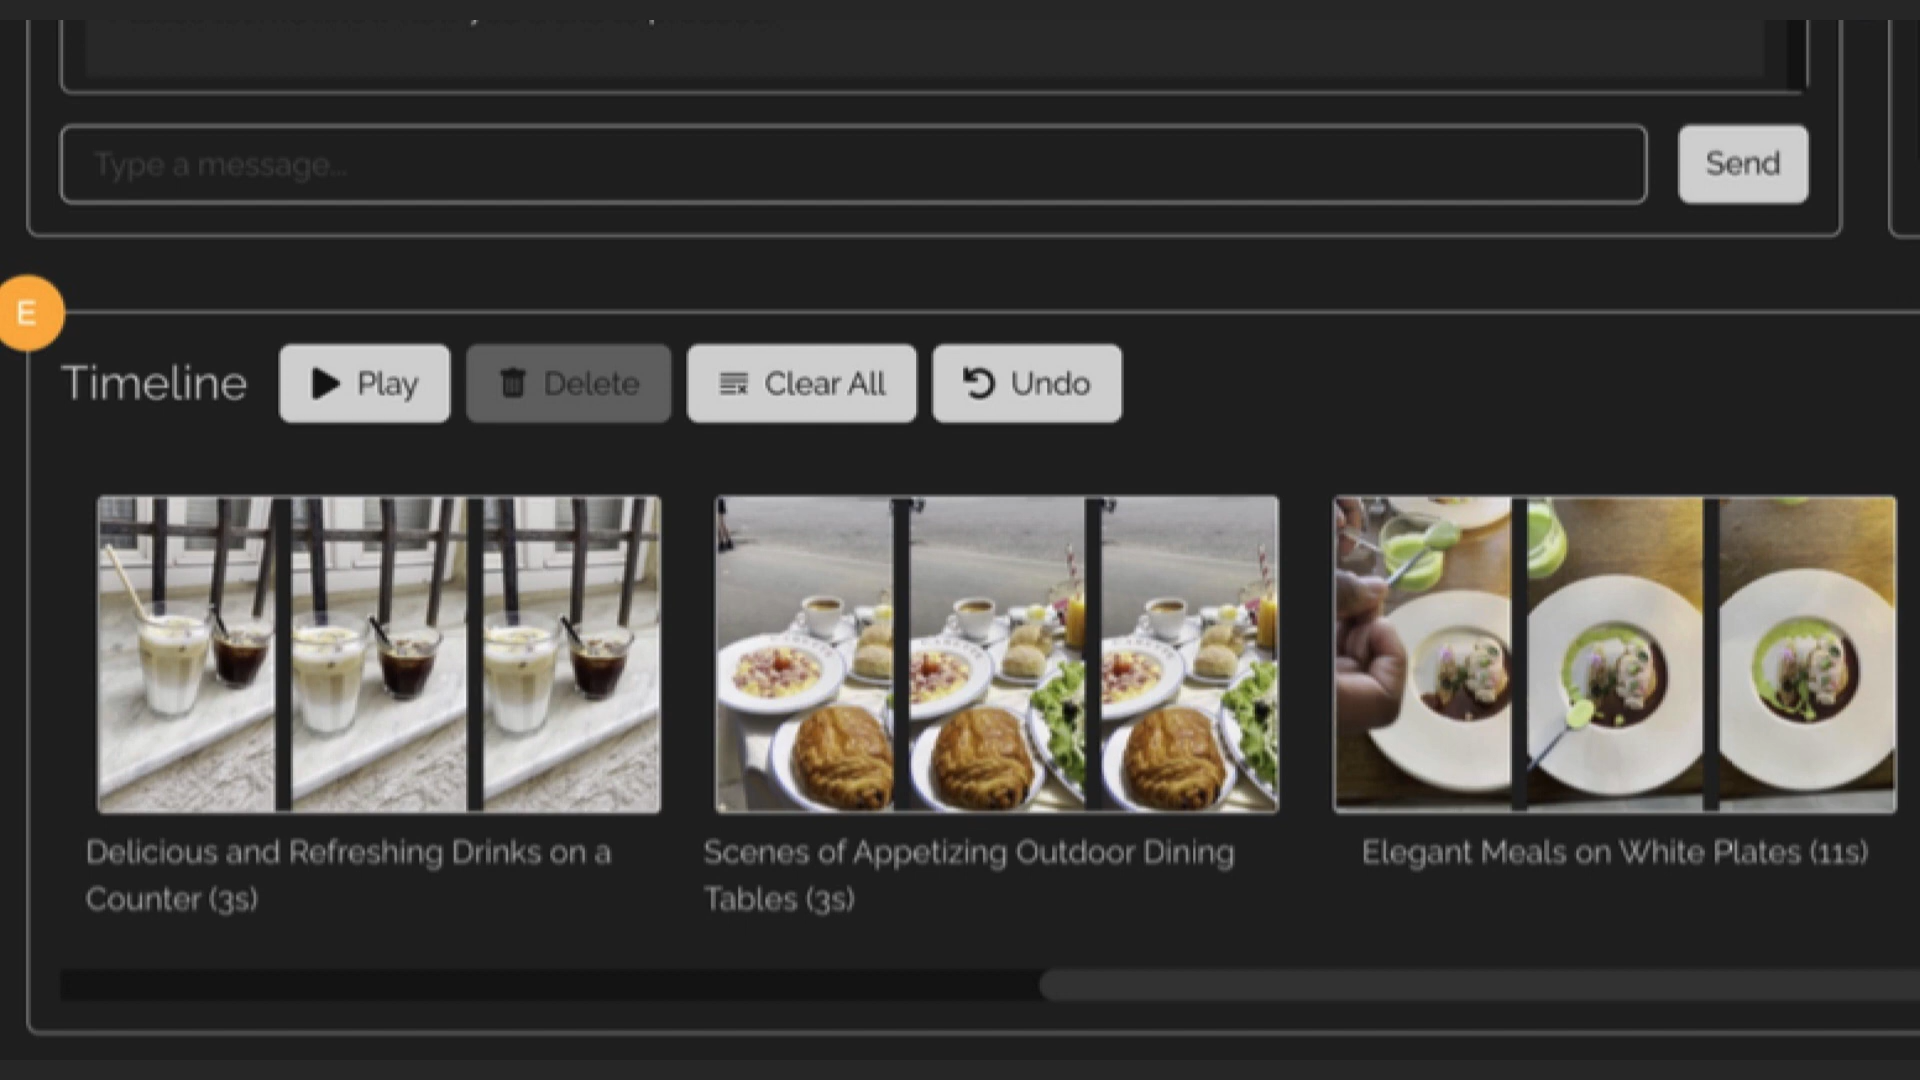 Type a message...
Send
E
Timeline
Play
Delete
Clear All
Undo
Delicious and Refreshing Drinks on a
Counter (3s)
Scenes of Appetizing Outdoor Dining
Tables (3s)
Elegant Meals on White Plates (11s)